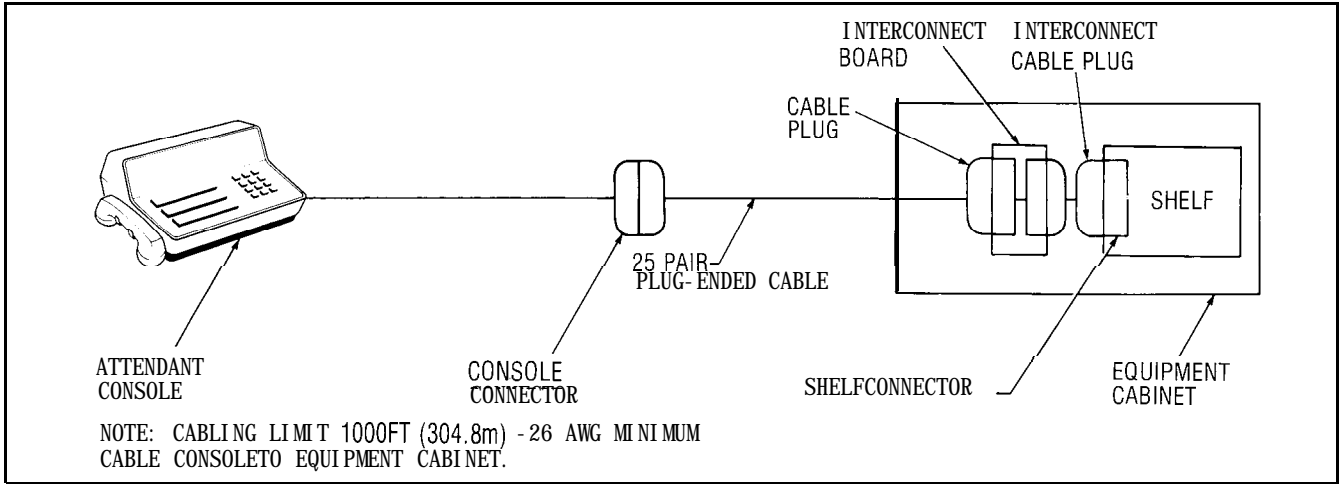 INTERCONNECT
BOARD
INTERCONNECT
CABLE PLUG
CABLE
PLUG
SHELF
25 PAIR
PLUG-ENDED CABLE
ATTENDANT
CONSOLE
CONSOLE
CONNECTOR
SHELFCONNECTOR
EQUIPMENT
CABINET
NOTE: CABLING LIMIT 1000FT (304.8m) - 26 AWG MINIMUM
CABLE CONSOLETO EQUIPMENT CABINET.